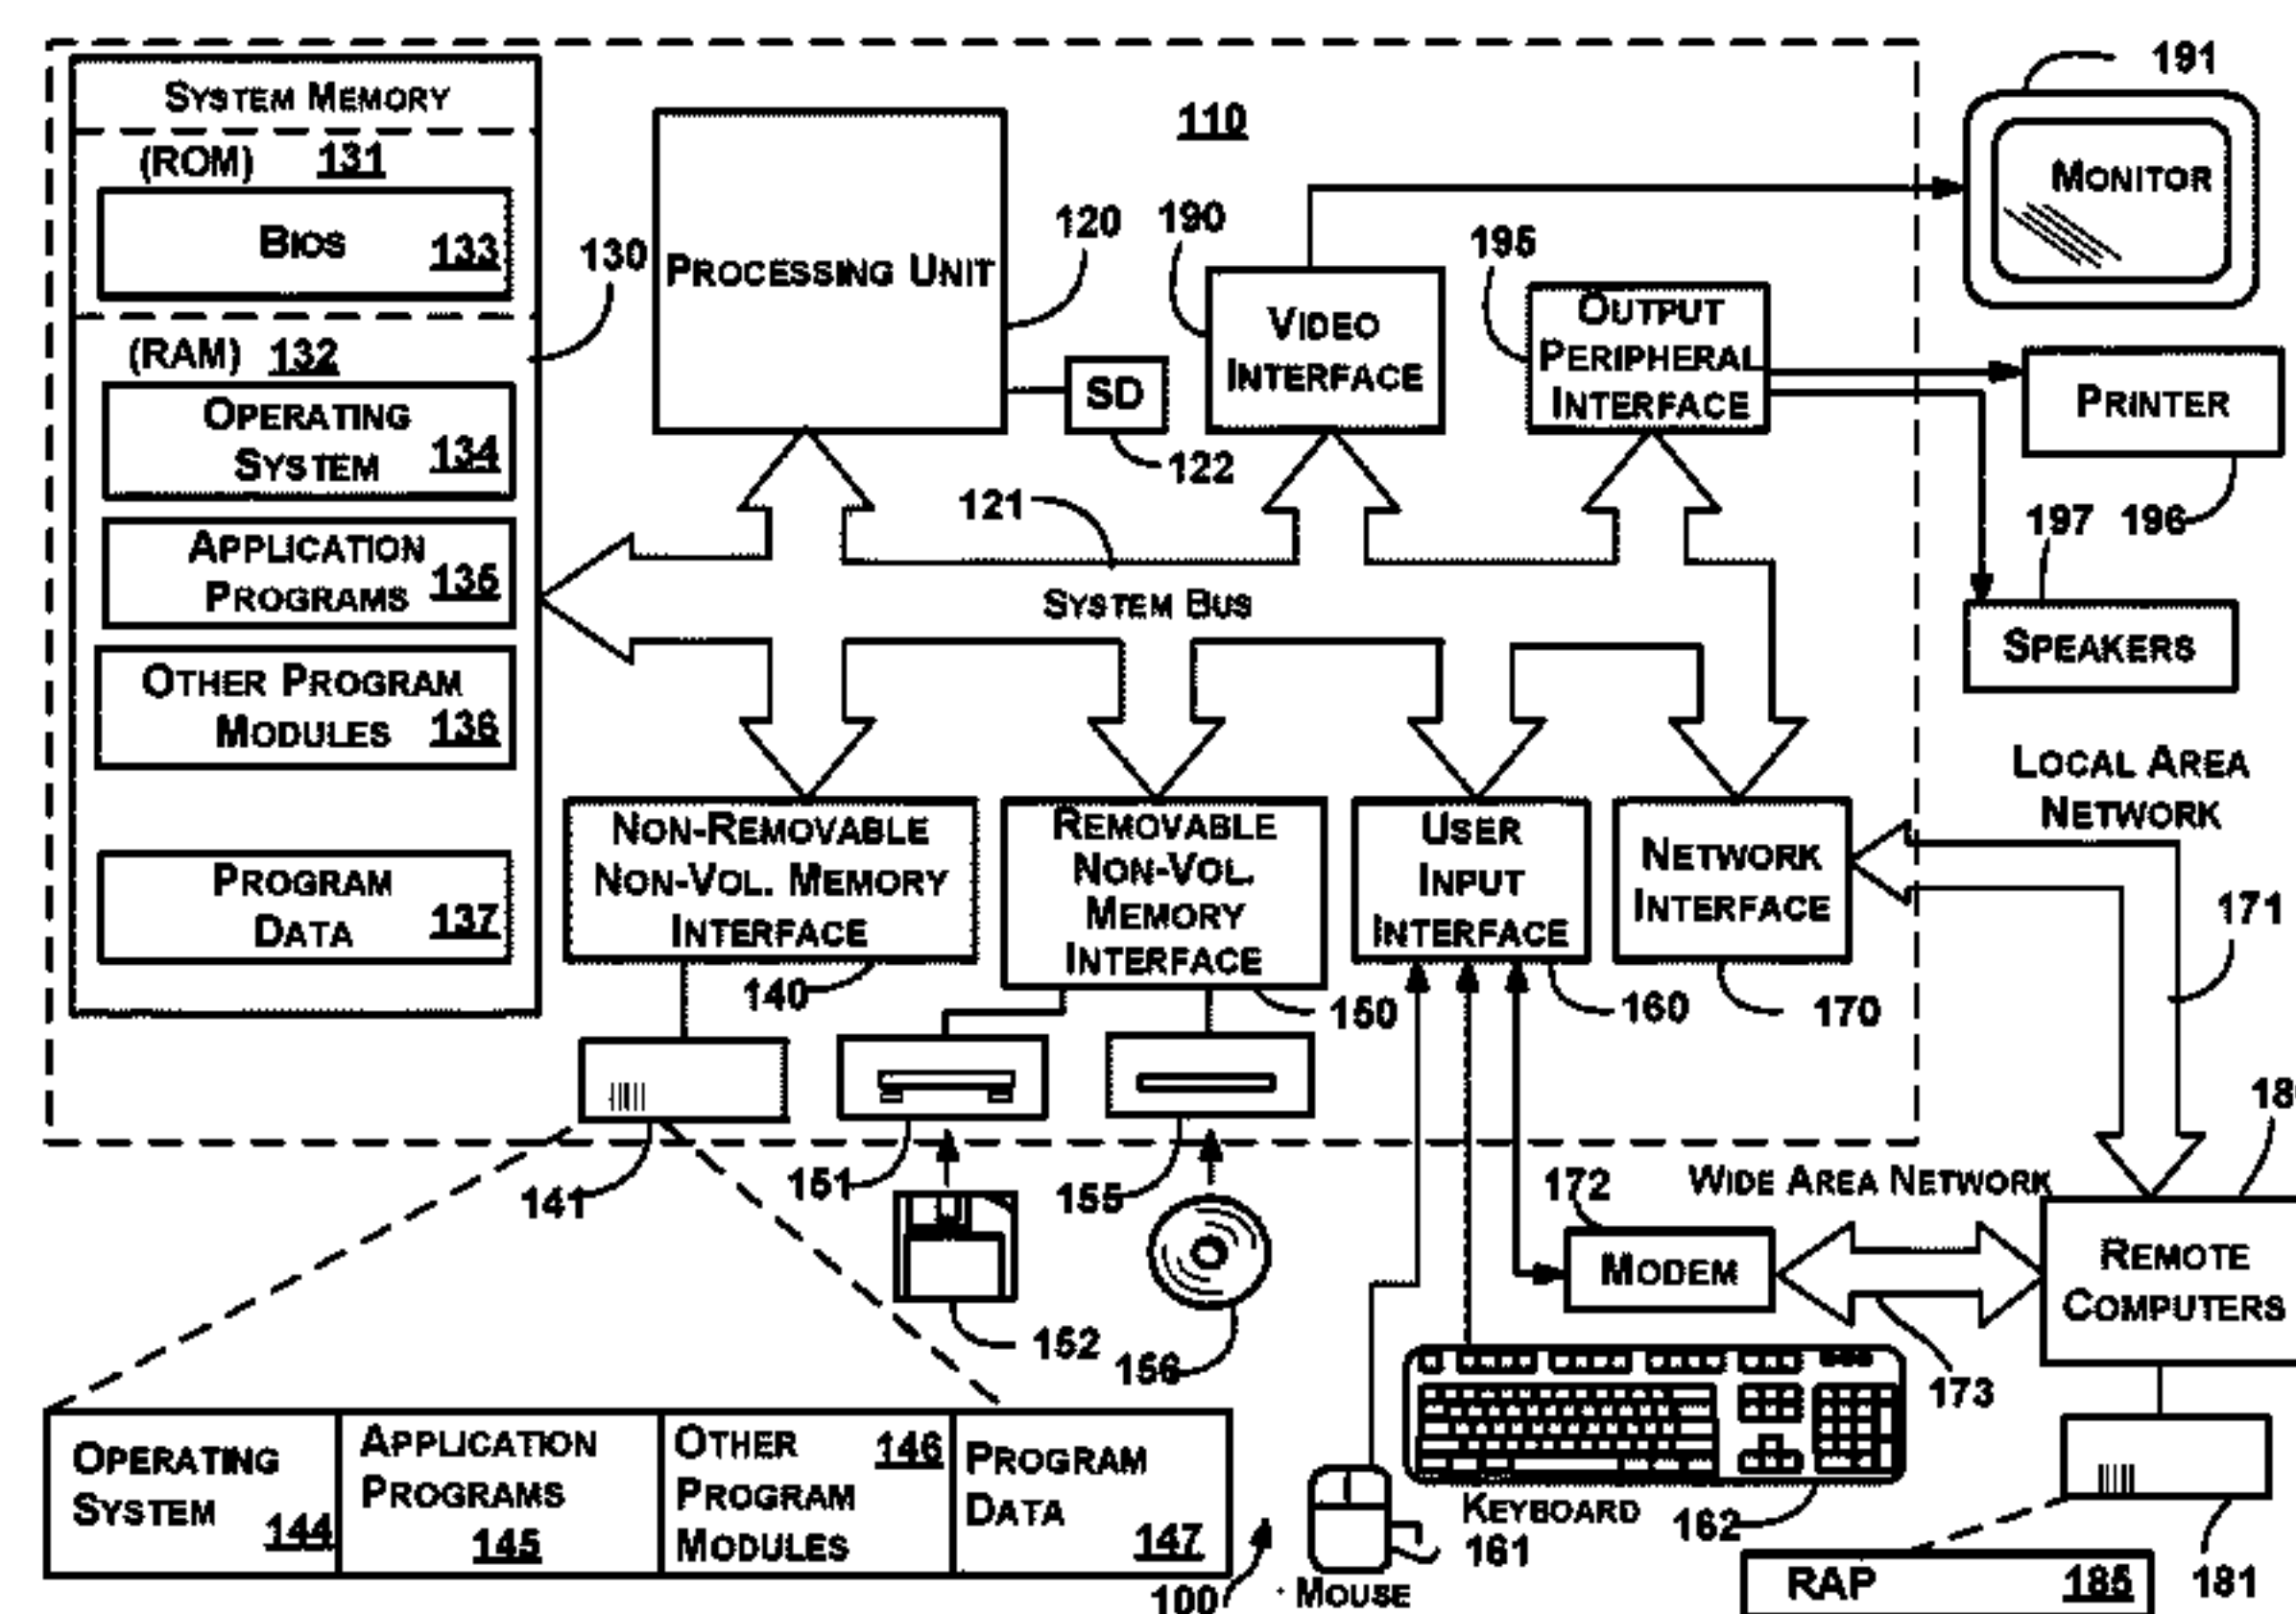 SYSTEM MEMORY
(ROM) 131
BIOS 133
130
(RAM) 132
OPERATING
SYSTEM 134
APPLICATION
PROGRAMS 135
OTHER PROGRAM
MODULES 136
PROGRAM
DATA 137
PROCESSING UNIT
120
SD
122
110
190
VIDEO
INTERFACE
195
OUTPUT
PERIPHERAL
INTERFACE
191
MONITOR
PRINTER
197 196
SPEAKERS
121
SYSTEM BUS
NON-REMOVABLE
NON-VOL. MEMORY
INTERFACE
140
REMOVABLE
NON-VOL.
MEMORY
INTERFACE
150
USER
INPUT
INTERFACE
160
NETWORK
INTERFACE
170
LOCAL AREA
NETWORK
171
141
151
152
155
156
172
WIDE AREA NETWORK
MODEM
173
REMOTE
COMPUTERS
OPERATING
SYSTEM
144
APPLICATION
PROGRAMS
145
OTHER 146
PROGRAM
MODULES
PROGRAM
DATA
147
100
MOUSE
KEYBOARD
161
162
RAP 185
181